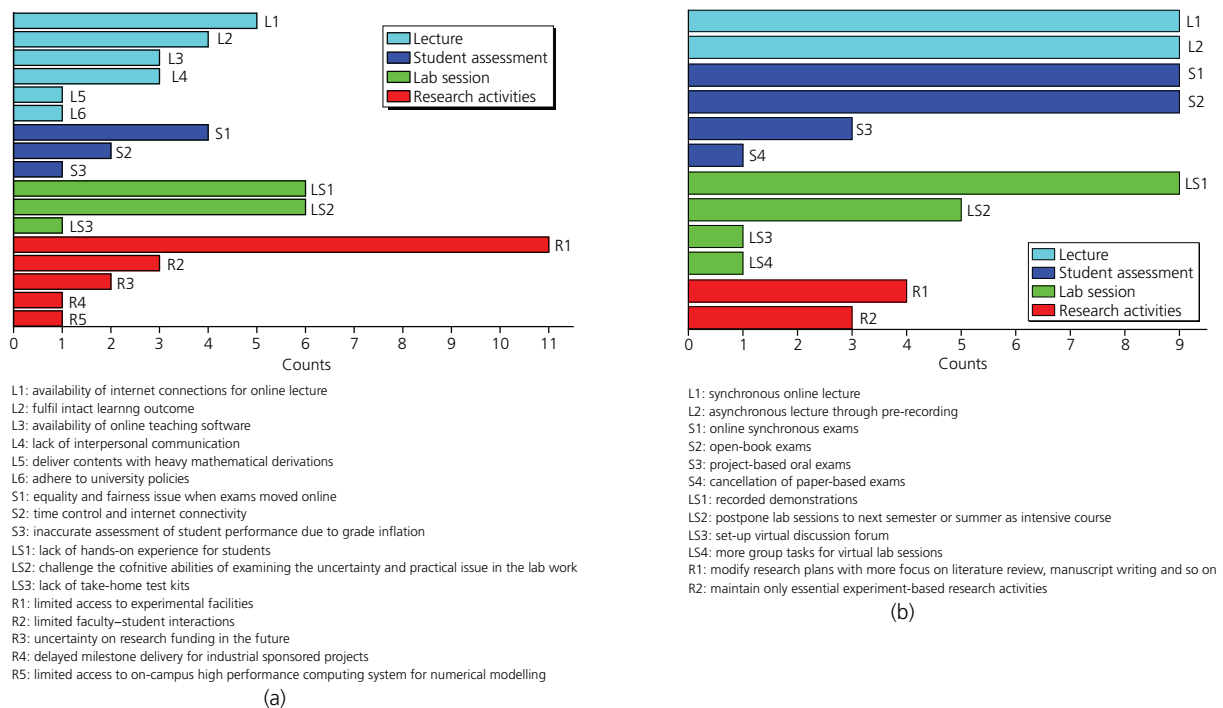 L1
L2
L3
L4
L5
L6
S1
S2
S3
LS1
LS2
LS3
R1
R2
R3
R4
R5
Lecture
Student assessment
Lab session
Research activities
0 1 2 3 4 5 6 7 8 9 10 11
Counts
L1: availability of internet connections for online lecture
L2: fulfil intact learnng outcome
L3: availability of online teaching software
L4: lack of interpersonal communication
L5: deliver contents with heavy mathematical derivations
L6: adhere to university policies
S1: equality and fairness issue when exams moved online
S2: time control and internet connectivity
S3: inaccurate assessment of student performance due to grade inflation
LS1: lack of hands-on experience for students
LS2: challenge the cofnitive abilities of examining the uncertainty and practical issue in the lab work
LS3: lack of take-home test kits
R1: limited access to experimental facilities
R2: limited faculty–student interactions
R3: uncertainty on research funding in the future
R4: delayed milestone delivery for industrial sponsored projects
R5: limited access to on-campus high performance computing system for numerical modelling
(a)
L1
L2
S1
S2
S3
S4
LS1
LS2
LS3
LS4
R1
R2
Lecture
Student assessment
Lab session
Research activities
0 1 2 3 4 5 6 7 8 9
Counts
L1: synchronous online lecture
L2: asynchronous lecture through pre-recording
S1: online synchronous exams
S2: open-book exams
S3: project-based oral exams
S4: cancellation of paper-based exams
LS1: recorded demonstrations
LS2: postpone lab sessions to next semester or summer as intensive course
LS3: set-up virtual discussion forum
LS4: more group tasks for virtual lab sessions
R1: modify research plans with more focus on literature review, manuscript writing and so on
R2: maintain only essential experiment-based research activities
(b)